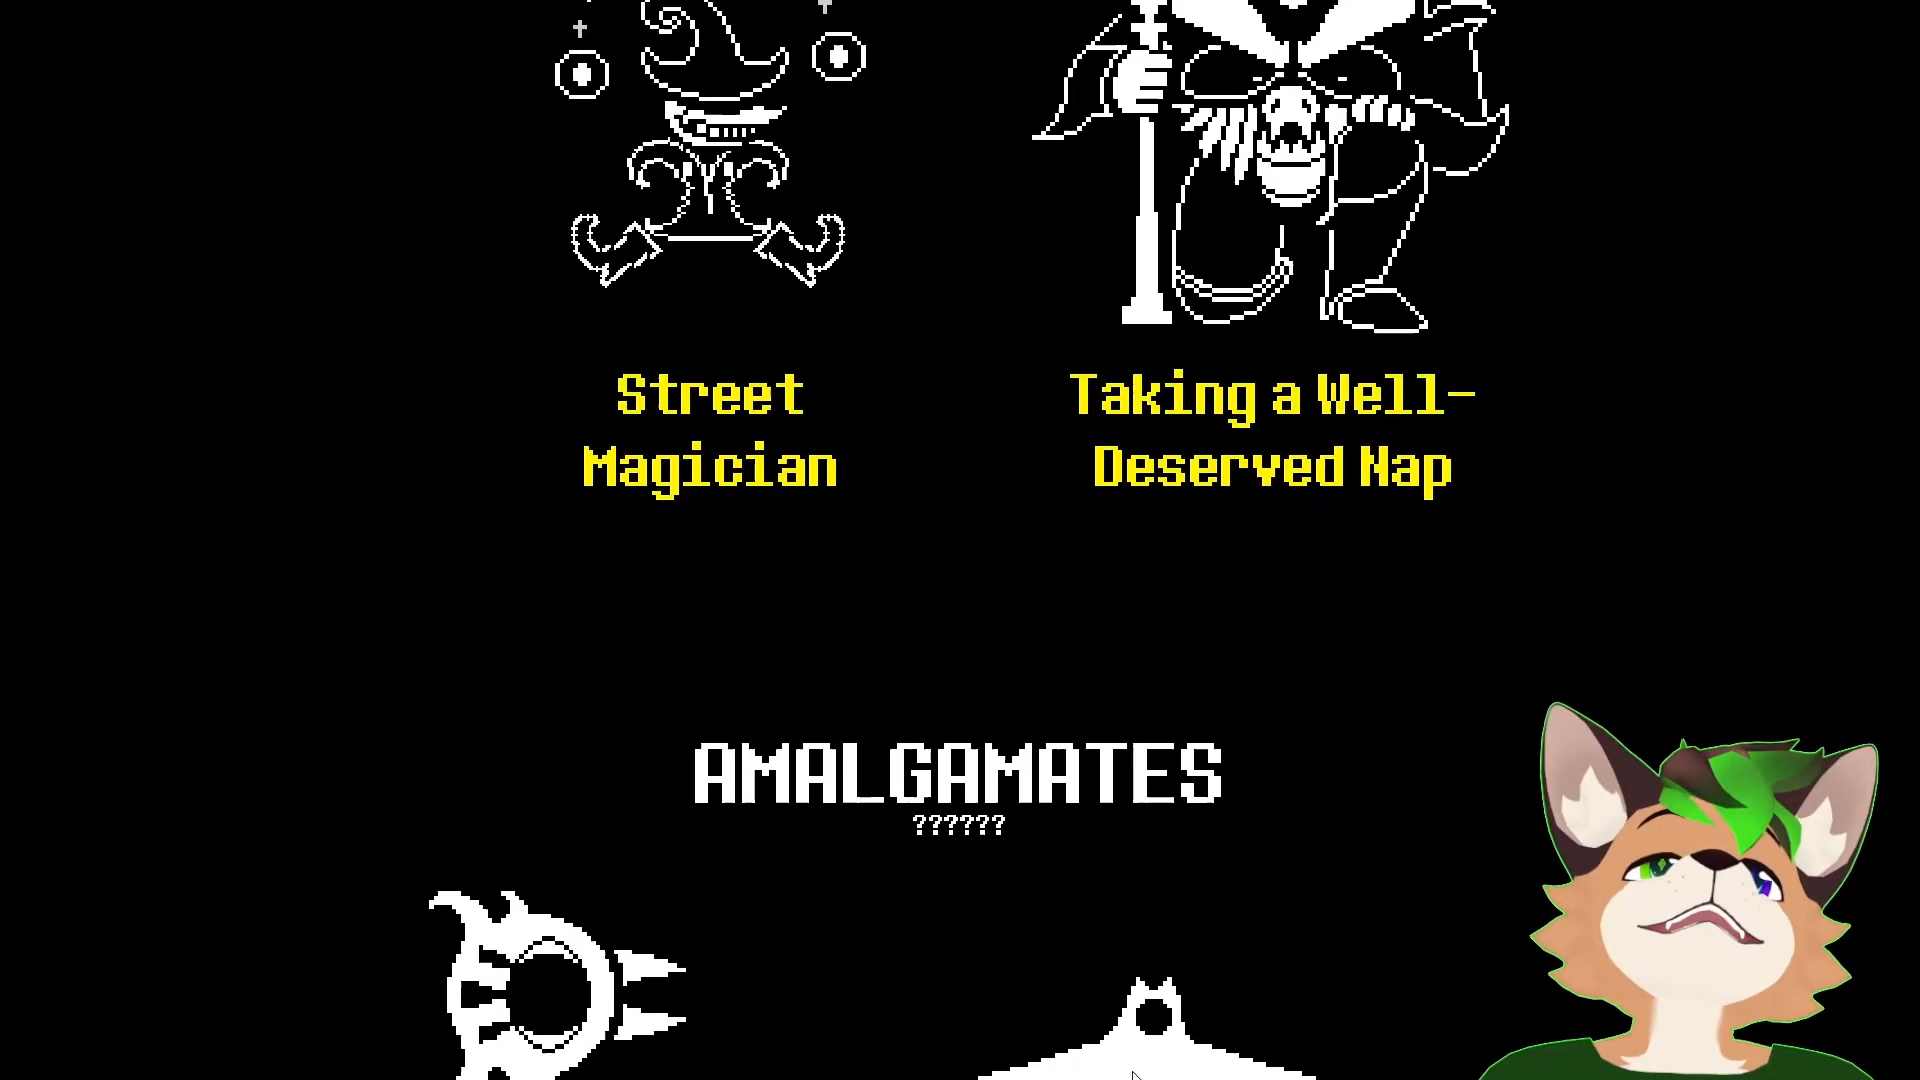 Street
Magician
Taking a Well-
Deserved Nap
AMALGAMATES
??????